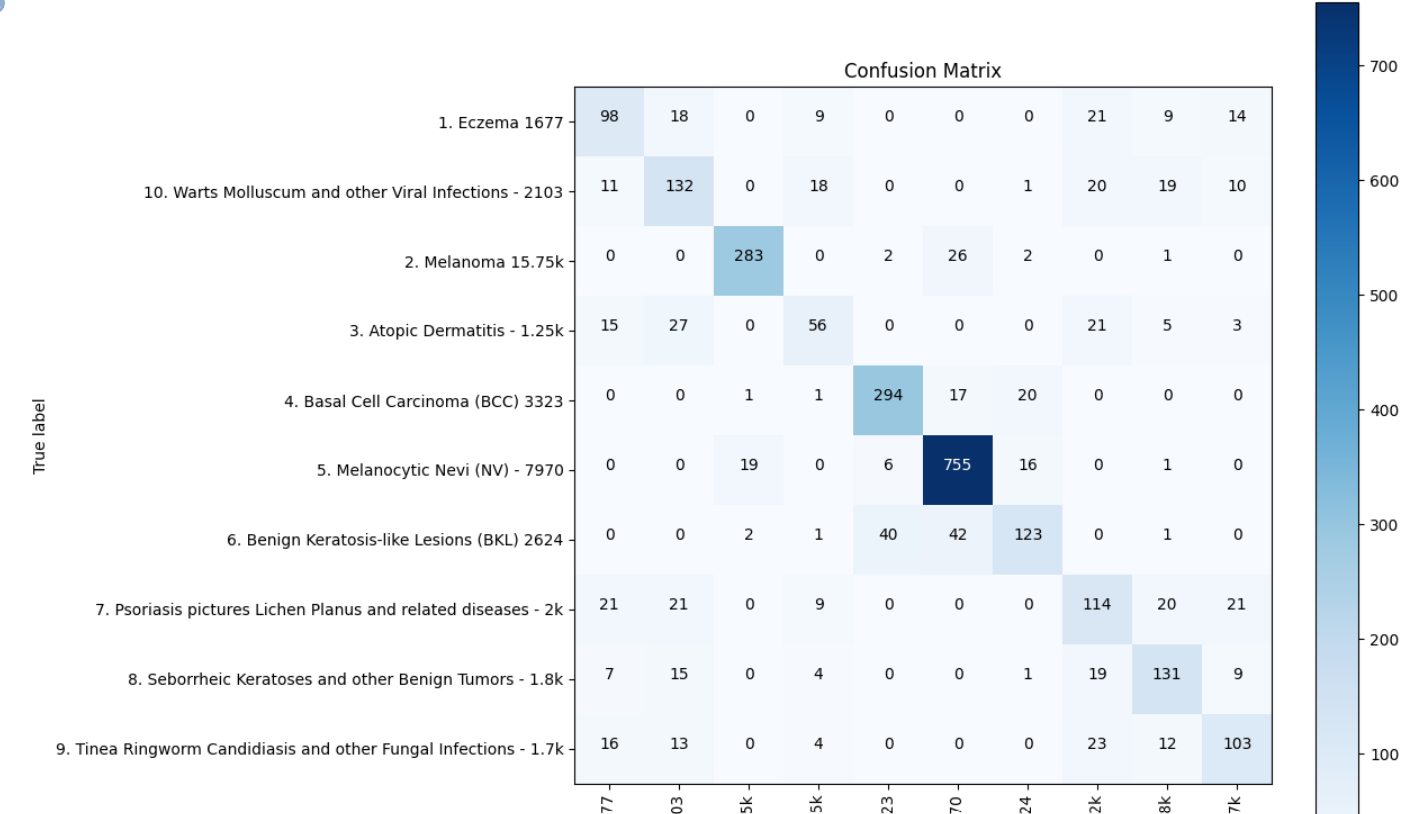 Confusion Matrix
1. Eczema 1677 98 18 0 9 0 0 0 21 9 14
10. Warts Molluscum and other Viral Infections - 2103 11 132 0 18 0 0 1 20 19 10
2. Melanoma 15.75k 0 0 283 0 2 26 2 0 1 0
3. Atopic Dermatitis - 1.25k 15 27 0 56 0 0 0 21 5 3
4. Basal Cell Carcinoma (BCC) 3323 0 0 1 1 294 17 20 0 0 0
5. Melanocytic Nevi (NV) - 7970 0 0 19 0 6 755 16 0 1 0
6. Benign Keratosis-like Lesions (BKL) 2624 0 0 2 1 40 42 123 0 1 0
7. Psoriasis pictures Lichen Planus and related diseases - 2k 21 21 0 9 0 0 0 114 20 21
8. Seborrheic Keratoses and other Benign Tumors - 1.8k 7 15 0 4 0 0 1 19 131 9
9. Tinea Ringworm Candidiasis and other Fungal Infections - 1.7k 16 13 0 4 0 0 0 23 12 103
True label
77 03 5k 5k 23 70 24 2k 8k 7k
700
600
500
400
300
200
100